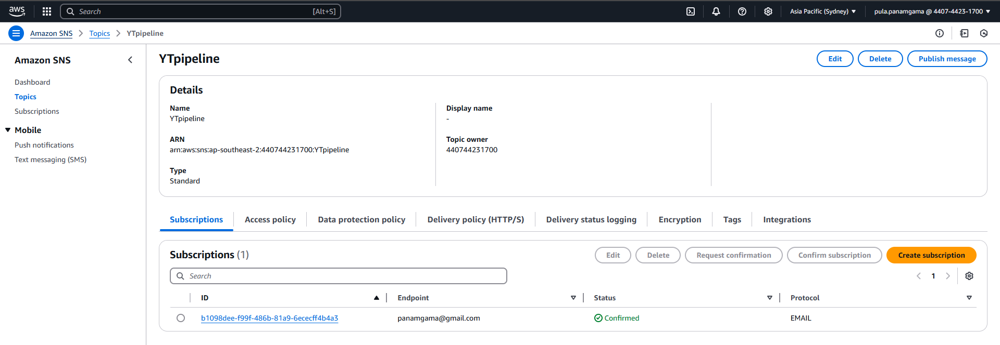 aws Search [Alt+S] Asia Pacific (Sydney) pula.panamgama @ 4407-4423-1700
Amazon SNS Topics YTpipeline
Amazon SNS
Dashboard
Topics
Subscriptions
Mobile
Push notifications
Text messaging (SMS)
YTpipeline
Edit Delete Publish message
Details
Name
YTpipeline
ARN
arn:aws:sns:ap-southeast-2:440744231700:YTpipeline
Type
Standard
Display name
-
Topic owner
440744231700
Subscriptions Access policy Data protection policy Delivery policy (HTTP/S) Delivery status logging Encryption Tags Integrations
Subscriptions (1) Edit Delete Request confirmation Confirm subscription Create subscription
Search 1
ID Endpoint Status Protocol
b1098dee-f99f-486b-81a9-6ececff4b4a3 panamgama@gmail.com Confirmed EMAIL